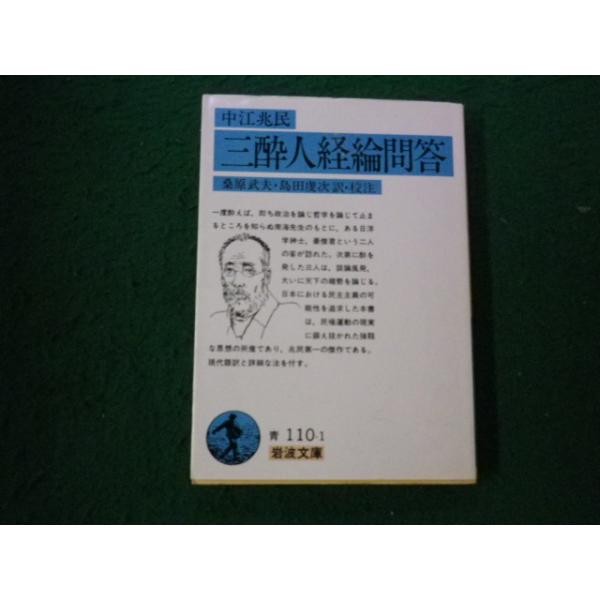 中江兆民
三酔人経綸問答
桑原武夫・島田虔次訳・校注
一度酔えば、即ち政治を論じ哲学を論じて止ま
るところを知らぬ南海先生のもとに、ある日洋
学紳士、豪傑君という二人
の客が訪れた。次第に酔を
発した三人は、談論風発、
大いに天下の趨勢を論じる。
日本における民主主義の可
能性を追求した本書
は、民権運動の現実
に鍛え抜かれた強靱
な思想の所産であり、兆民第一の傑作である。
現代語訳と詳細な注を付す。
青 110-1
岩波文庫